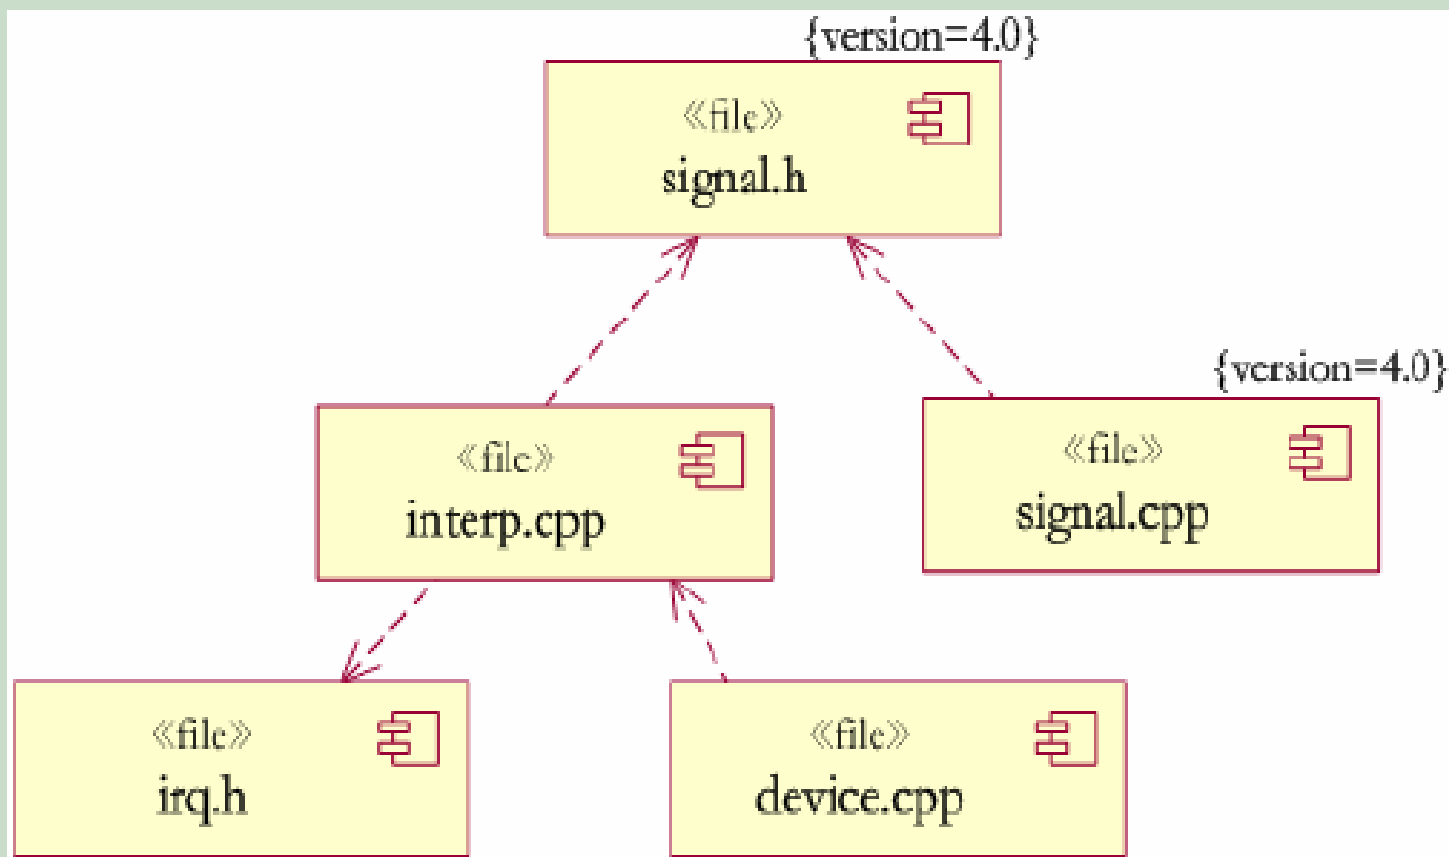 {version=4.0}
«file»
signal.h
{version=4.0}
«file»
interp.cpp
«file»
signal.cpp
«file»
irq.h
«file»
device.cpp